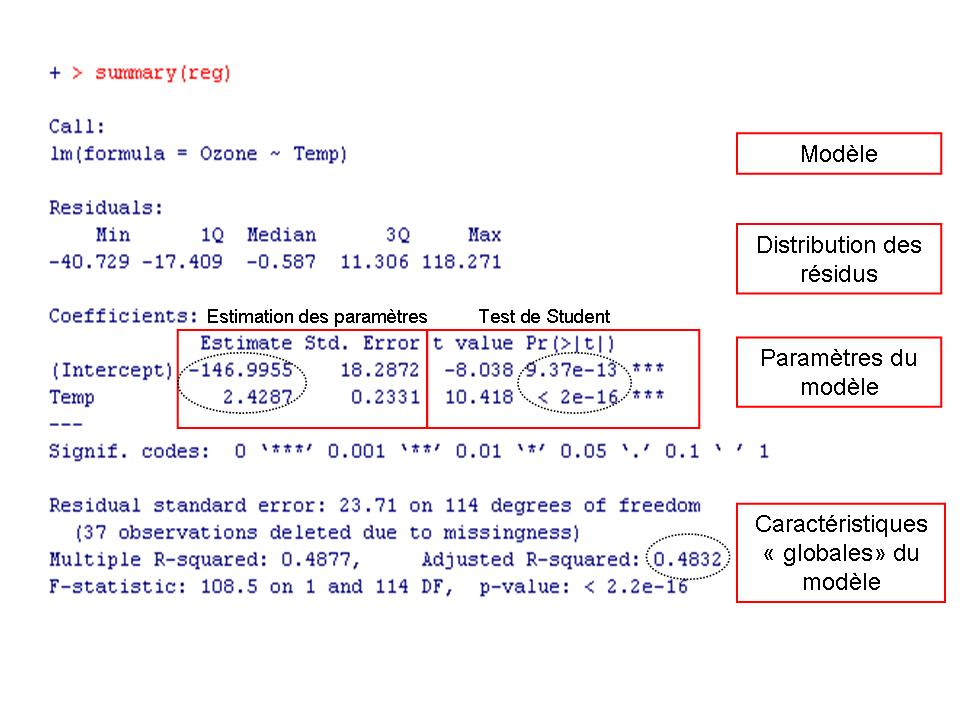 + > summary(reg)
Call:
lm(formula = Ozone ~ Temp)
Modèle
Residuals:
Min 1Q Median 3Q Max
-40.729 -17.409 -0.587 11.306 118.271
Distribution des
résidus
Coefficients: Estimation des paramètres Test de Student
Estimate Std. Error t value Pr(>|t|)
(Intercept) -146.9955 18.2872 -8.038 9.37e-13 ***
Temp 2.4287 0.2331 10.418 < 2e-16 ***
---
Signif. codes: 0 ‘***’ 0.001 ‘**’ 0.01 ‘*’ 0.05 ‘.’ 0.1 ‘ ’ 1
Paramètres du
modèle
Residual standard error: 23.71 on 114 degrees of freedom
(37 observations deleted due to missingness)
Multiple R-squared: 0.4877, Adjusted R-squared: 0.4832
F-statistic: 108.5 on 1 and 114 DF, p-value: < 2.2e-16
Caractéristiques
« globales» du
modèle